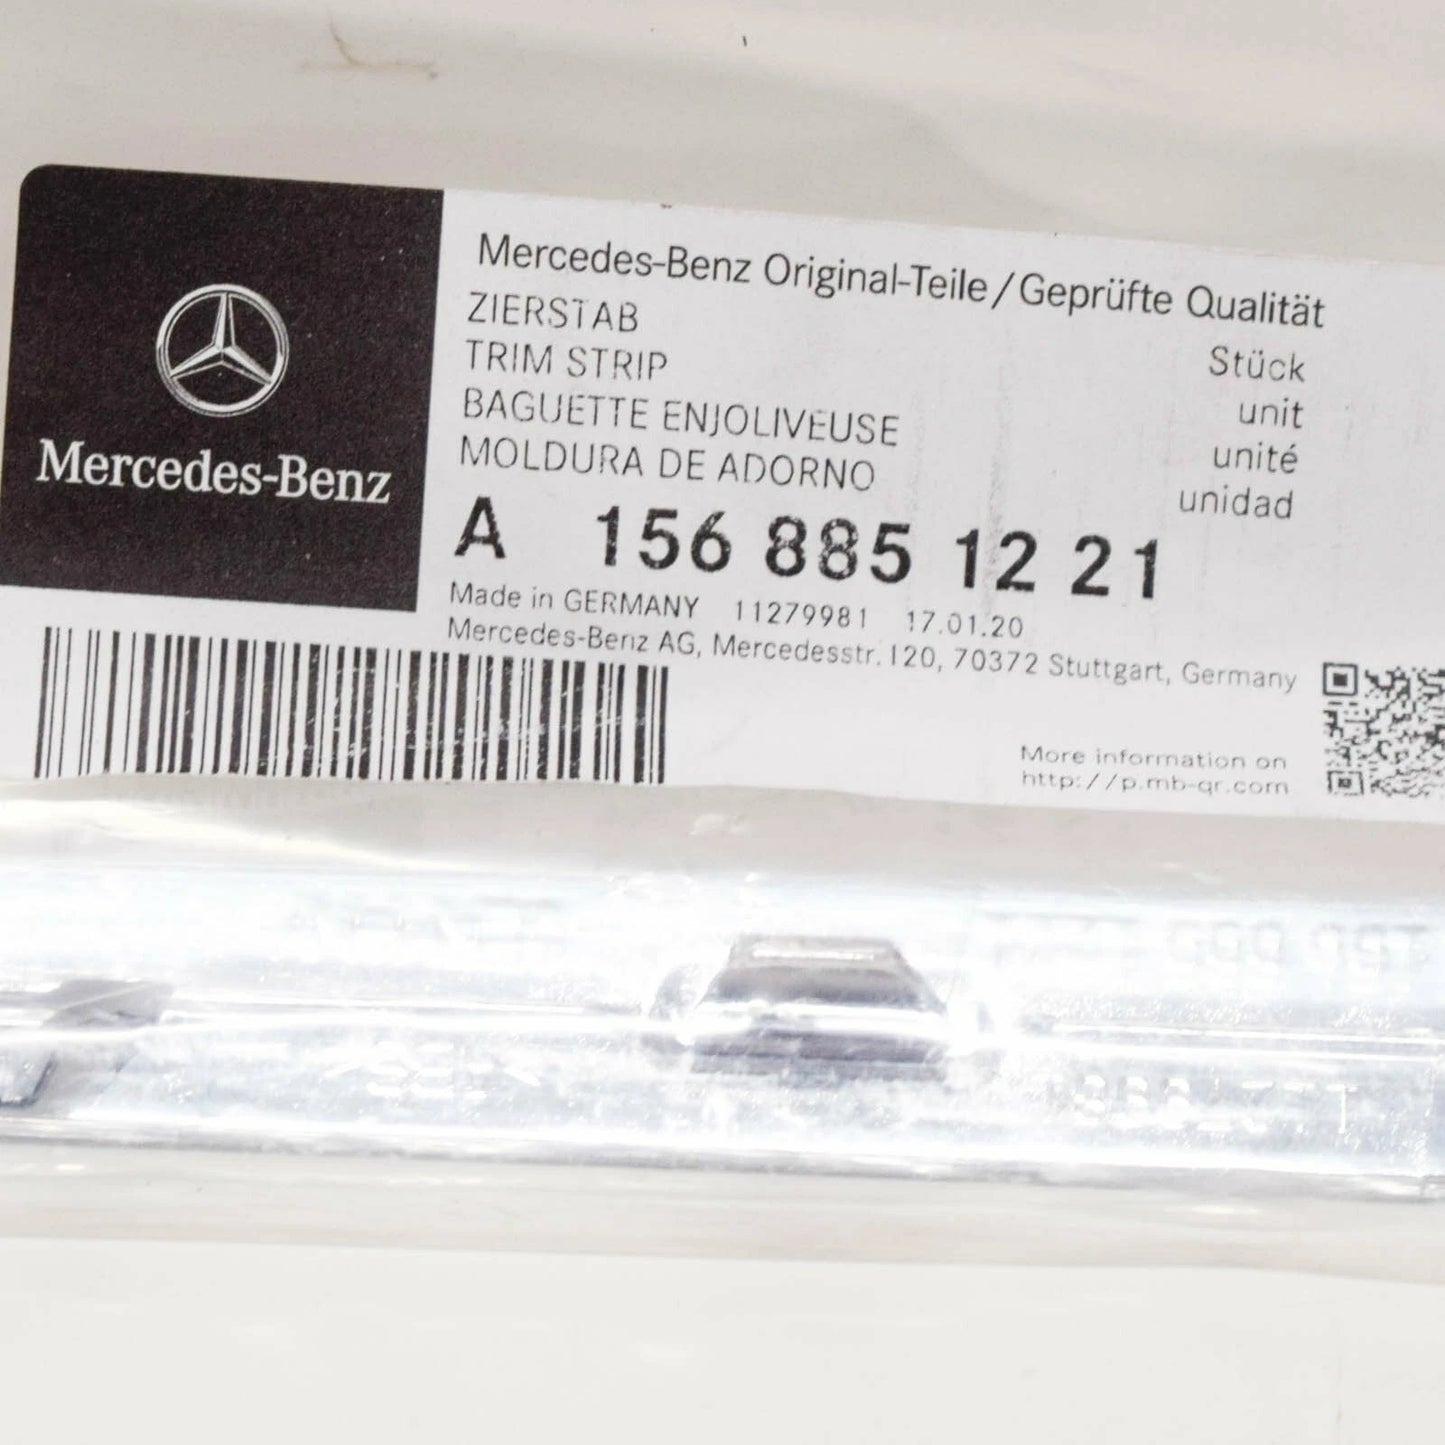 Mercedes-Benz
Mercedes-Benz Original-Teile/Geprüfte Qualität
ZIERSTAB
TRIM STRIP
BAGUETTE ENJOLIVEUSE
MOLDURA DE ADORNO
Stück
unit
unité
unidad
A 156 885 12 21
Made in GERMANY 11279981 17.01.20
Mercedes-Benz AG, Mercedesstr. 120, 70372 Stuttgart, Germany
More information on
http://p.mb-qr.com